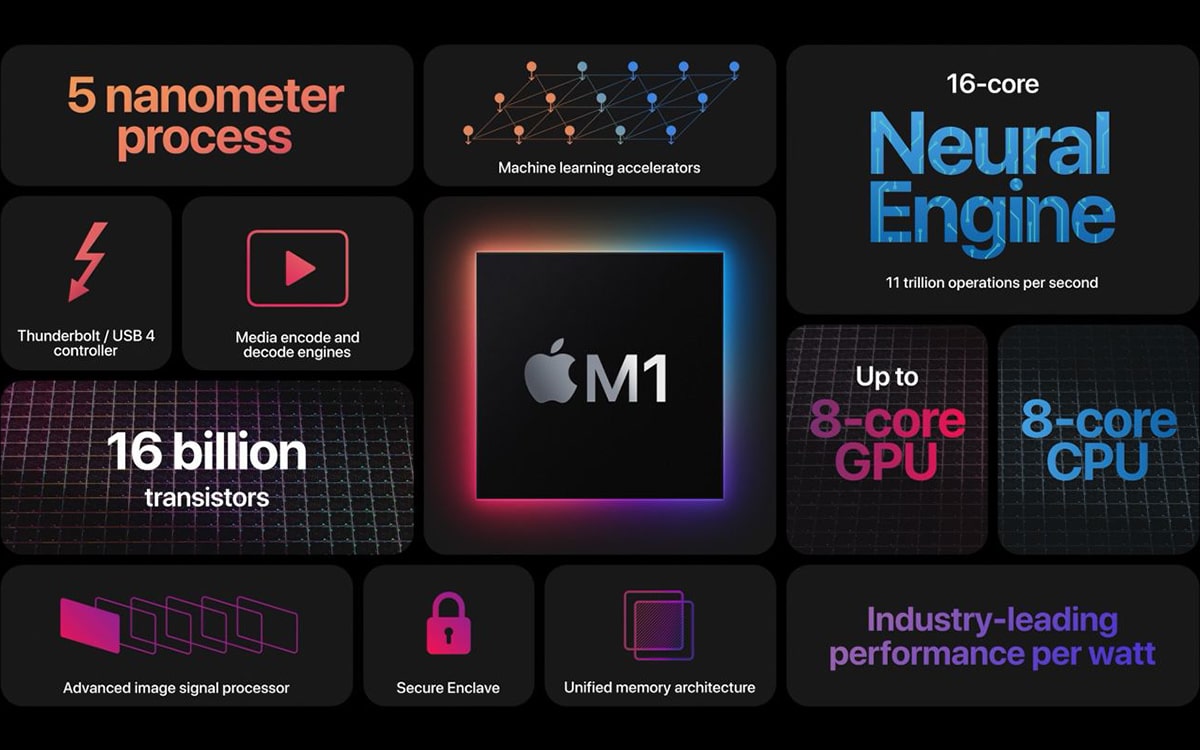 5 nanometer
process
Machine learning accelerators
16-core
Neural
Engine
11 trillion operations per second
Thunderbolt / USB 4
controller
Media encode and
decode engines
M1
Up to
8-core
GPU
8-core
CPU
16 billion
transistors
Advanced image signal processor
Secure Enclave
Unified memory architecture
Industry-leading
performance per watt